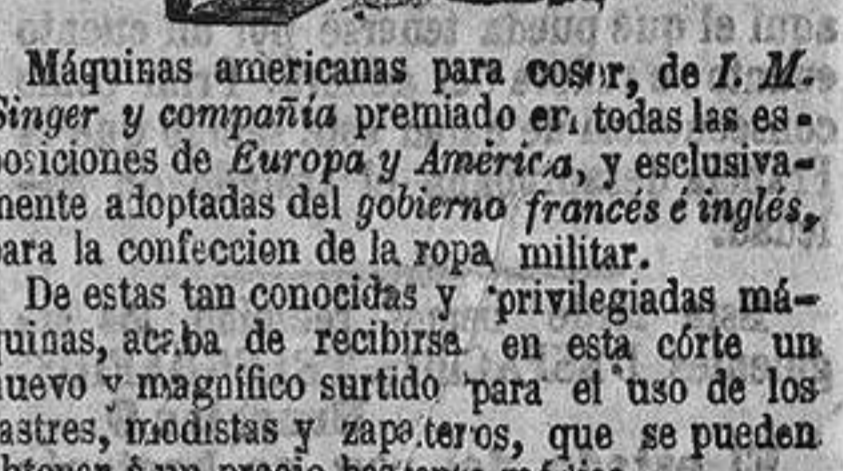 Máquinas americanas para coser, de I. M.
Singer y compañía premiado en todas las es-
posiciones de Europa y América, y esclusiva-
mente adoptadas del gobierno francés é inglés,
para la confeccion de la ropa militar.
De estas tan conocidas y privilegiadas má-
quinas, acaba de recibirse en esta córte un
nuevo y magnífico surtido para el uso de los
sastres, modistas y zapateros, que se pueden
obtener á un precio